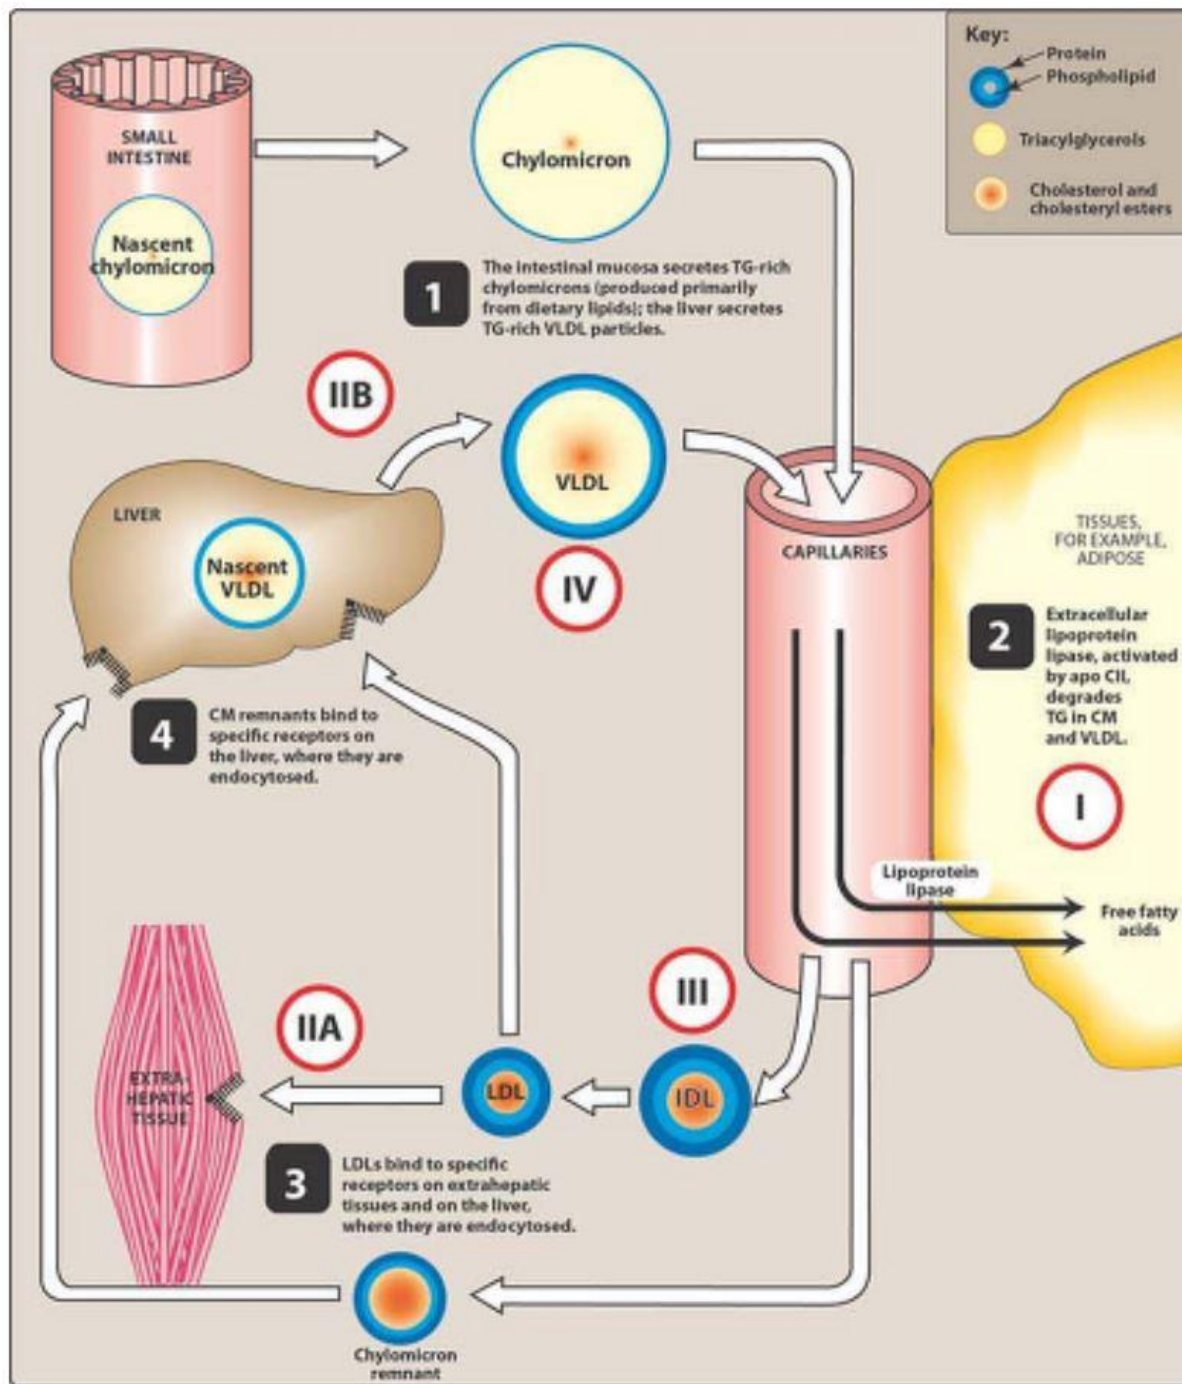 Key:
Protein
Phospholipid
Triacylglycerols
Cholesterol and
cholesteryl esters
SMALL
INTESTINE
Nascent
chylomicron
Chylomicron
1
The intestinal mucosa secretes TG-rich
chylomicrons (produced primarily
from dietary lipids); the liver secretes
TG-rich VLDL particles.
IIB
VLDL
IV
LIVER
Nascent
VLDL
CAPILLARIES
TISSUES,
FOR EXAMPLE,
ADIPOSE
2
Extracellular
lipoprotein
lipase, activated
by apo CII,
degrades
TG in CM
and VLDL.
I
4
CM remnants bind to
specific receptors on
the liver, where they are
endocytosed.
Lipoprotein
lipase
Free fatty
acids
III
IIA
LDL
IDL
EXTRA-
HEPATIC
TISSUE
3
LDLs bind to specific
receptors on extrahepatic
tissues and on the liver,
where they are endocytosed.
Chylomicron
remnant